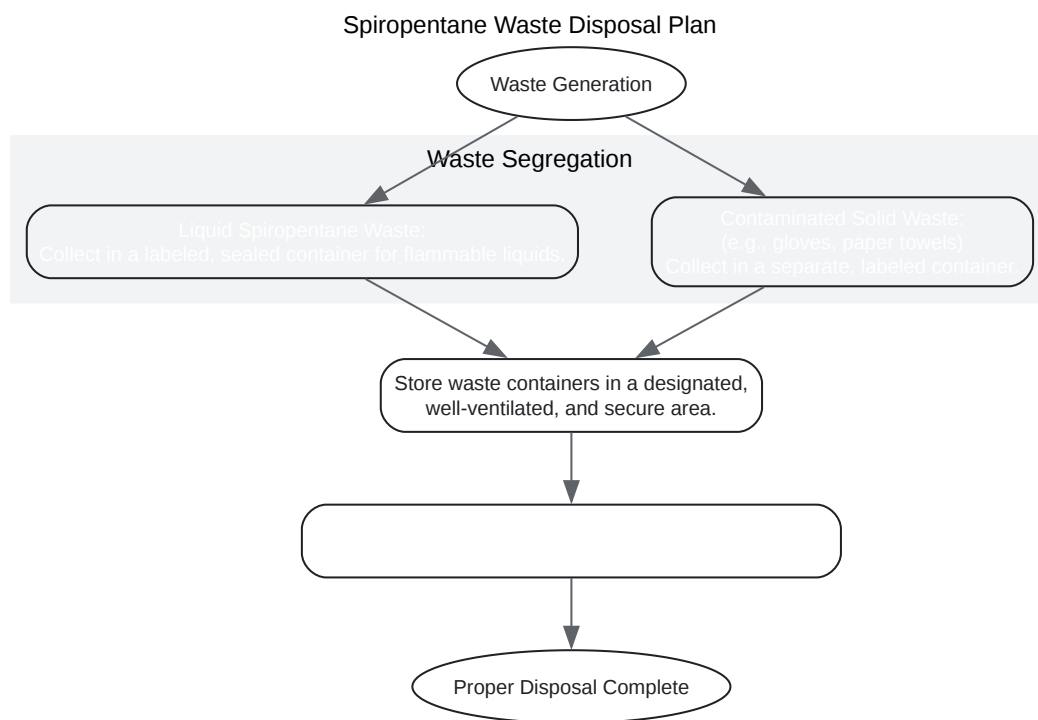 Spiropentane Waste Disposal Plan
Waste Generation
Waste Segregation
Liquid Spiropentane Waste:
Collect in a labeled, sealed container for flammable liquids.
Contaminated Solid Waste:
(e.g., gloves, paper towels)
Collect in a separate, labeled container.
Store waste containers in a designated,
well-ventilated, and secure area.
Proper Disposal Complete